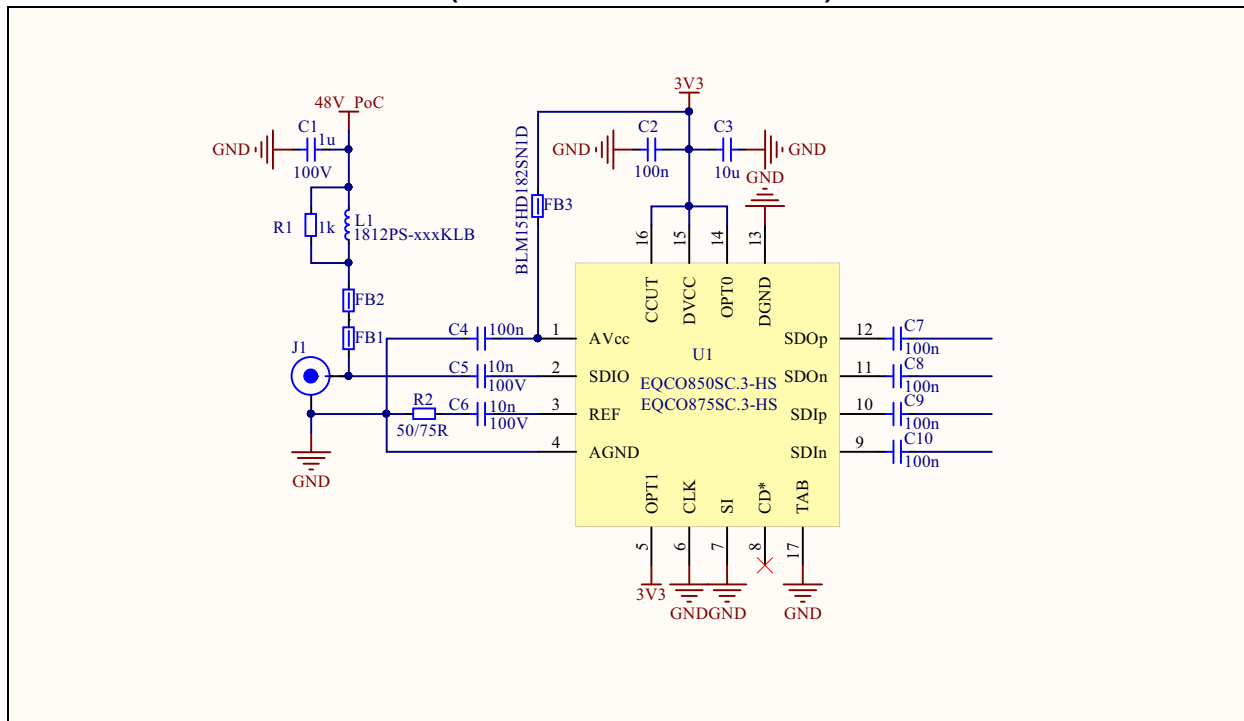 3V3
48V_PoC
C1
1u
100V
GND
GND
C2
100n
C3
10u
GND
GND
BLM15HD182SN1D
FB3
R1
1k
L1
1812PS-xxxKLB
FB2
FB1
J1
16
15
14
13
CCUT
DVCC
OPT0
DGND
C4
100n
1
AVcc
C5
10n
100V
2
SDIO
R2
50/75R
C6
10n
100V
3
REF
4
AGND
GND
U1
EQCO850SC.3-HS
EQCO875SC.3-HS
SDOp
12
C7
100n
SDOn
11
C8
100n
SDIp
10
C9
100n
SDIn
9
C10
100n
OPT1
CLK
SI
CD*
TAB
5
6
7
8
17
3V3
GND
GND
GND